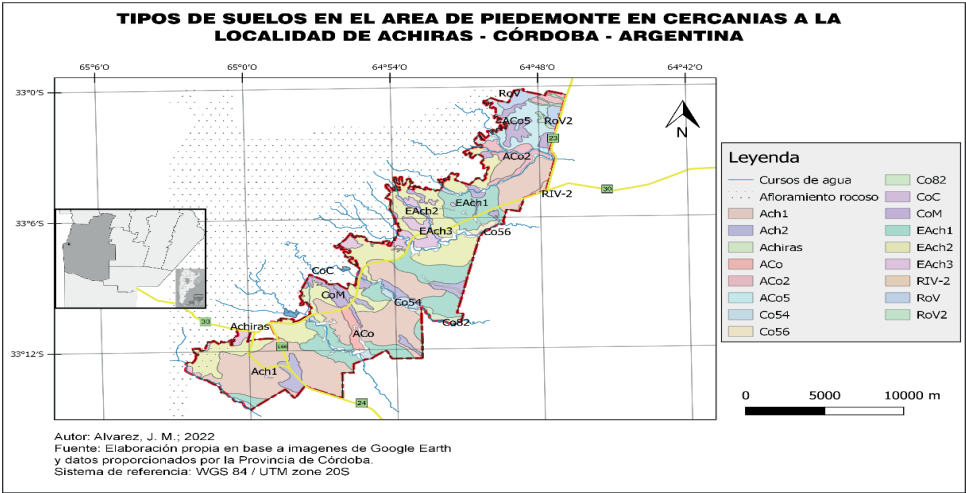 TIPOS DE SUELOS EN EL AREA DE PIEDEMONTE EN CERCANIAS A LA
LOCALIDAD DE ACHIRAS - CÓRDOBA - ARGENTINA
65°6'O
65°0'O
64°54'O
64°48'O
64°42'O
33°0'S
33°6'S
33°12'S
RoV
ACo5
RoV2
23
ACo2
30
RIV-2
EAch2
EAch1
EAch3
Co56
CoC
CoM
Co54
Co82
30
Achiras
ACo
Ach1
24
N
Leyenda
Cursos de agua
Afloramiento rocoso
Ach1
Ach2
Achiras
ACo
ACo2
ACo5
Co54
Co56
Co82
CoC
CoM
EAch1
EAch2
EAch3
RIV-2
RoV
RoV2
0
5000
10000 m
Autor: Alvarez, J. M.; 2022
Fuente: Elaboración propia en base a imagenes de Google Earth
y datos proporcionados por la Provincia de Córdoba.
Sistema de referencia: WGS 84 / UTM zone 20S